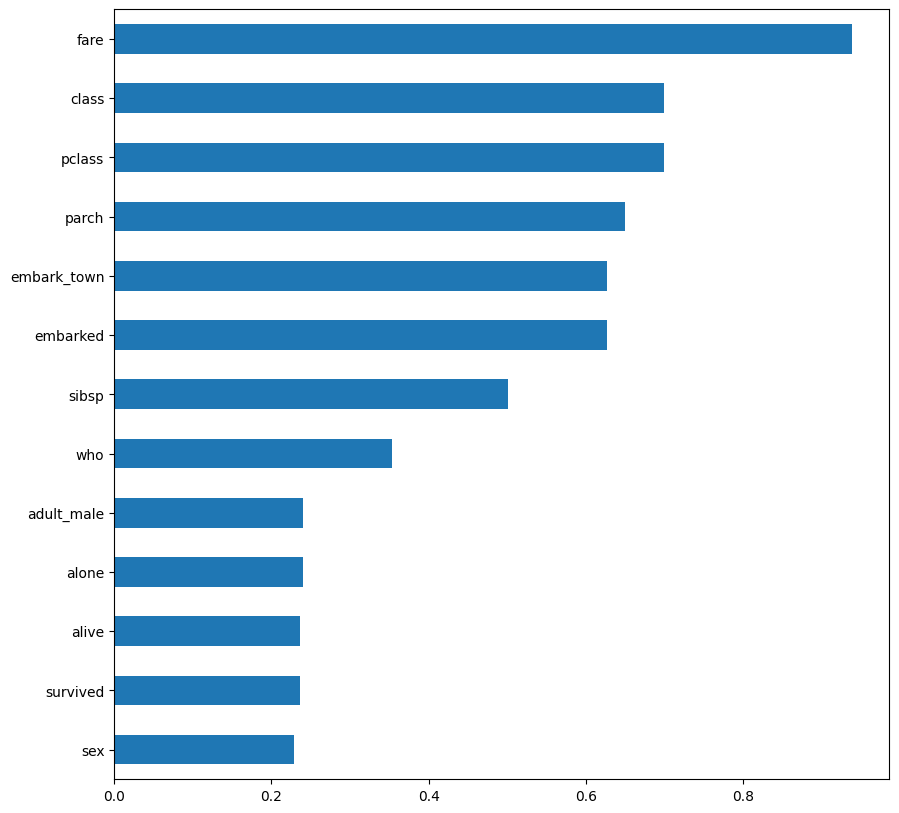 fare
class
pclass
parch
embark_town
embarked
sibsp
who
adult_male
alone
alive
survived
sex
0.0 0.2 0.4 0.6 0.8